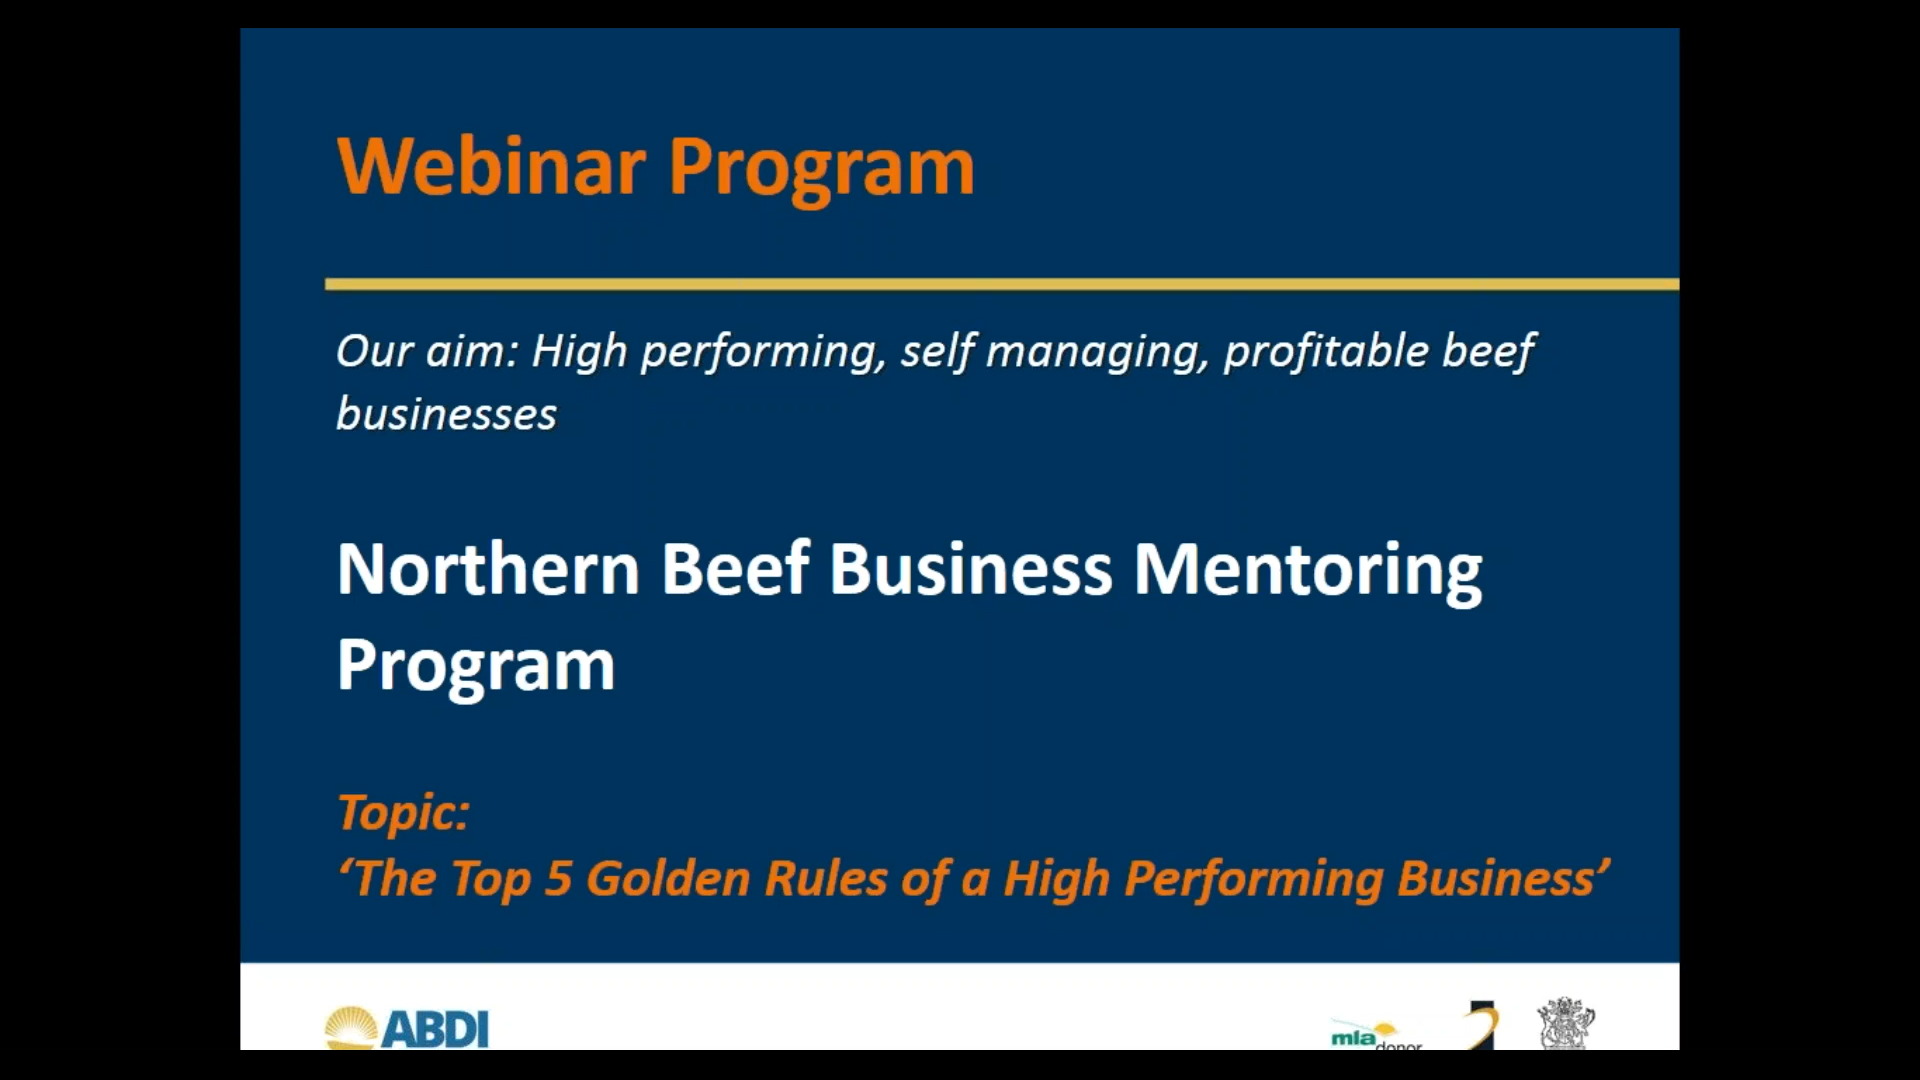 Webinar Program
Our aim: High performing, self managing, profitable beef
businesses
Northern Beef Business Mentoring
Program
Topic:
‘The Top 5 Golden Rules of a High Performing Business’
ABDI
mla
donor